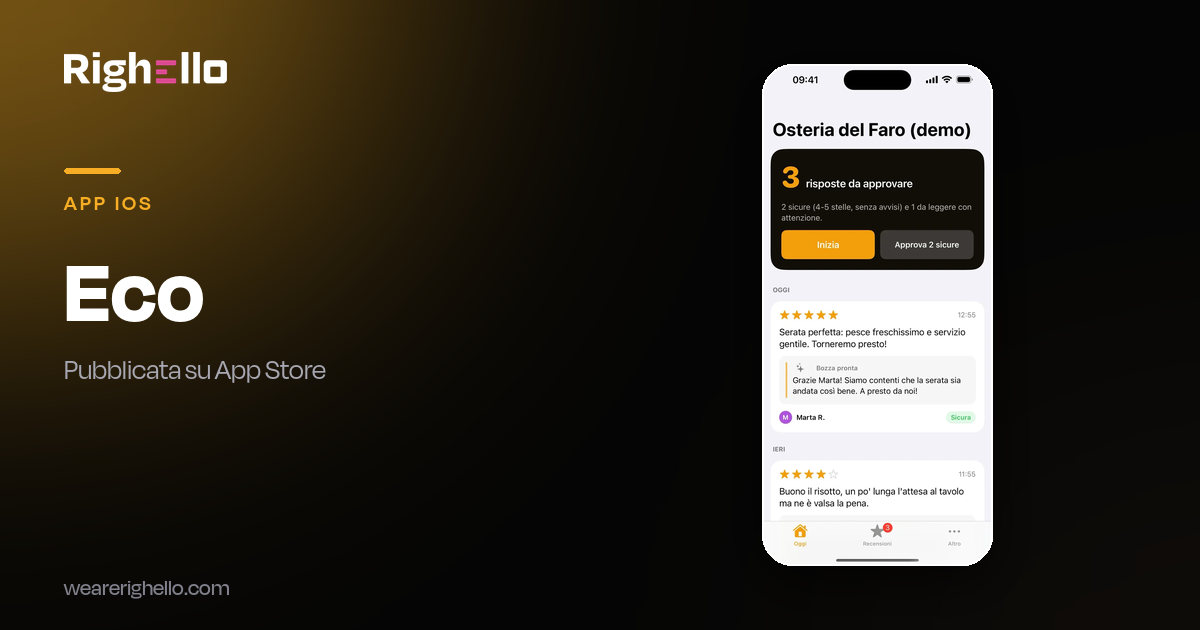 Righello
APP IOS
Eco
Pubblicata su App Store
wearerighello.com
09:41
Osteria del Faro (demo)
3 risposte da approvare
2 sicure (4-5 stelle, senza avvisi) e 1 da leggere con
attenzione.
Inizia
Approva 2 sicure
OGGI
12:55
Serata perfetta: pesce freschissimo e servizio
gentile. Torneremo presto!
Bozza pronta
Grazie Marta! Siamo contenti che la serata sia
andata così bene. A presto da noi!
M
Marta R.
Sicura
IERI
11:55
Buono il risotto, un po' lunga l'attesa al tavolo
ma ne è valsa la pena.
3
Oggi
Recensioni
Altro